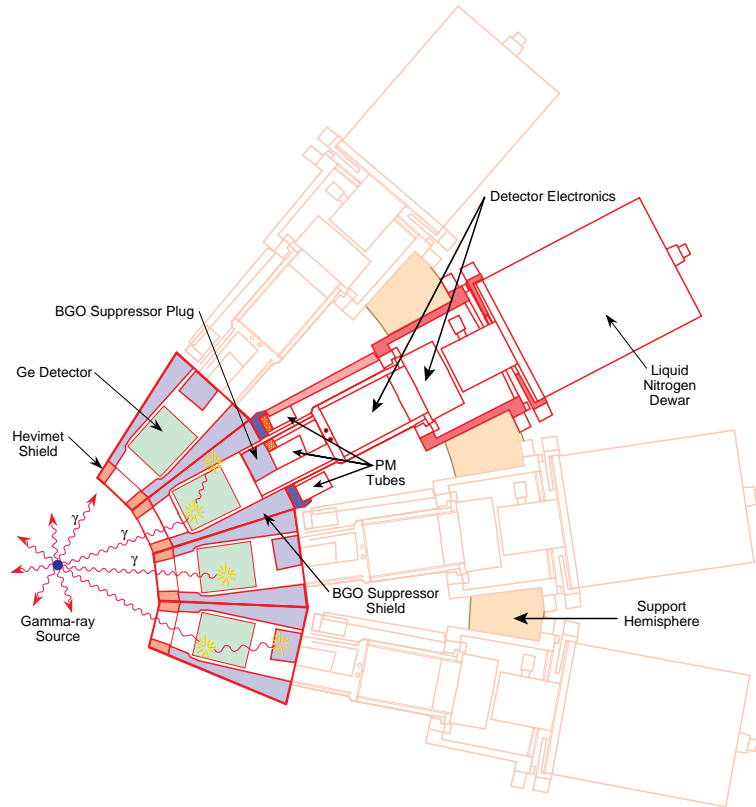 Detector Electronics
BGO Suppressor Plug
Ge Detector
Liquid
Nitrogen
Dewar
Hevimet
Shield
PM
Tubes
γ
γ
γ
BGO Suppressor
Shield
Gamma-ray
Source
Support
Hemisphere